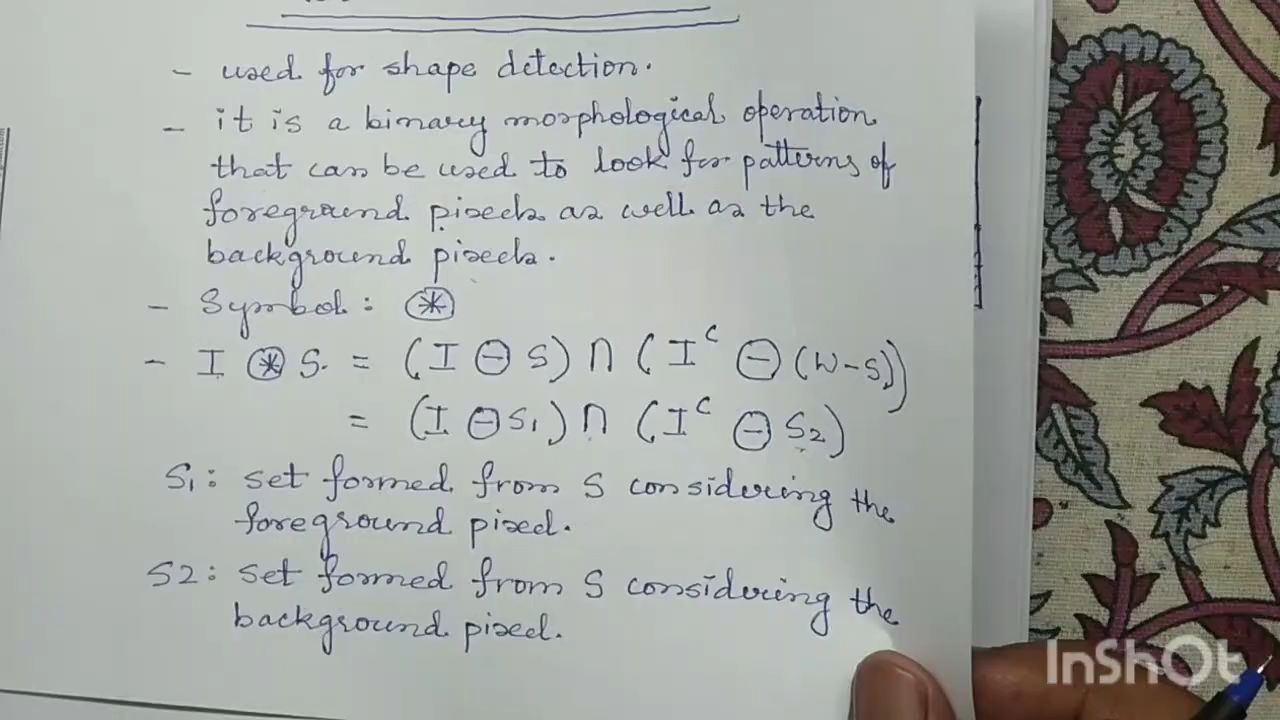 - used for shape detection.
- it is a binary morphological operation
that can be used to look for patterns of
foreground pixels as well as the
background pixels.
- Symbol: ⊛
- I ⊛ S = (I ⊖ S) ∩ (Iᶜ ⊖ (W-S))
= (I ⊖ S₁) ∩ (Iᶜ ⊖ S₂)
S₁: set formed from S considering the
foreground pixel.
S2: set formed from S considering the
background pixel.
InShOt